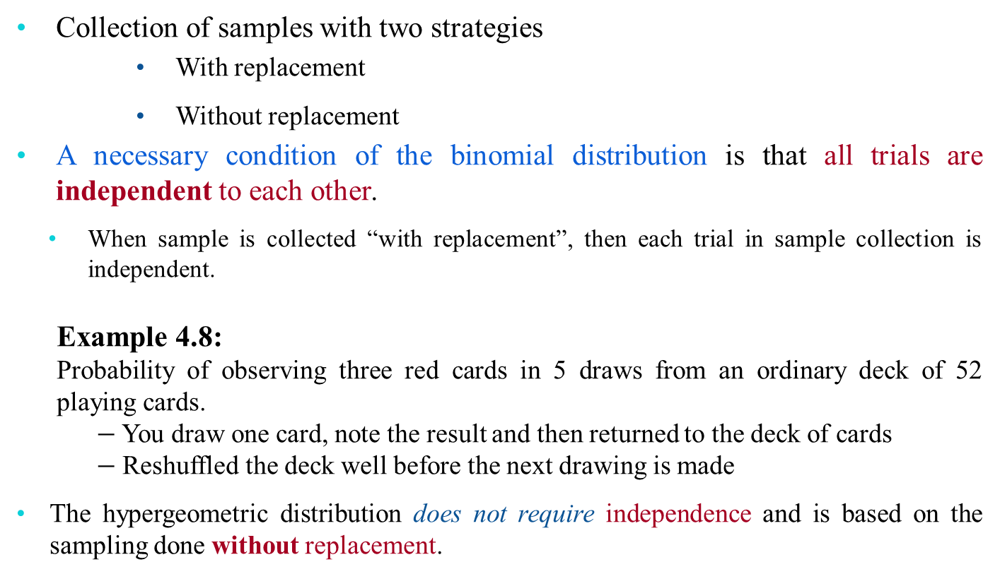 • Collection of samples with two strategies
• With replacement
• Without replacement
• A necessary condition of the binomial distribution is that all trials are
independent to each other.
• When sample is collected “with replacement”, then each trial in sample collection is
independent.
Example 4.8:
Probability of observing three red cards in 5 draws from an ordinary deck of 52
playing cards.
– You draw one card, note the result and then returned to the deck of cards
– Reshuffled the deck well before the next drawing is made
• The hypergeometric distribution does not require independence and is based on the
sampling done without replacement.